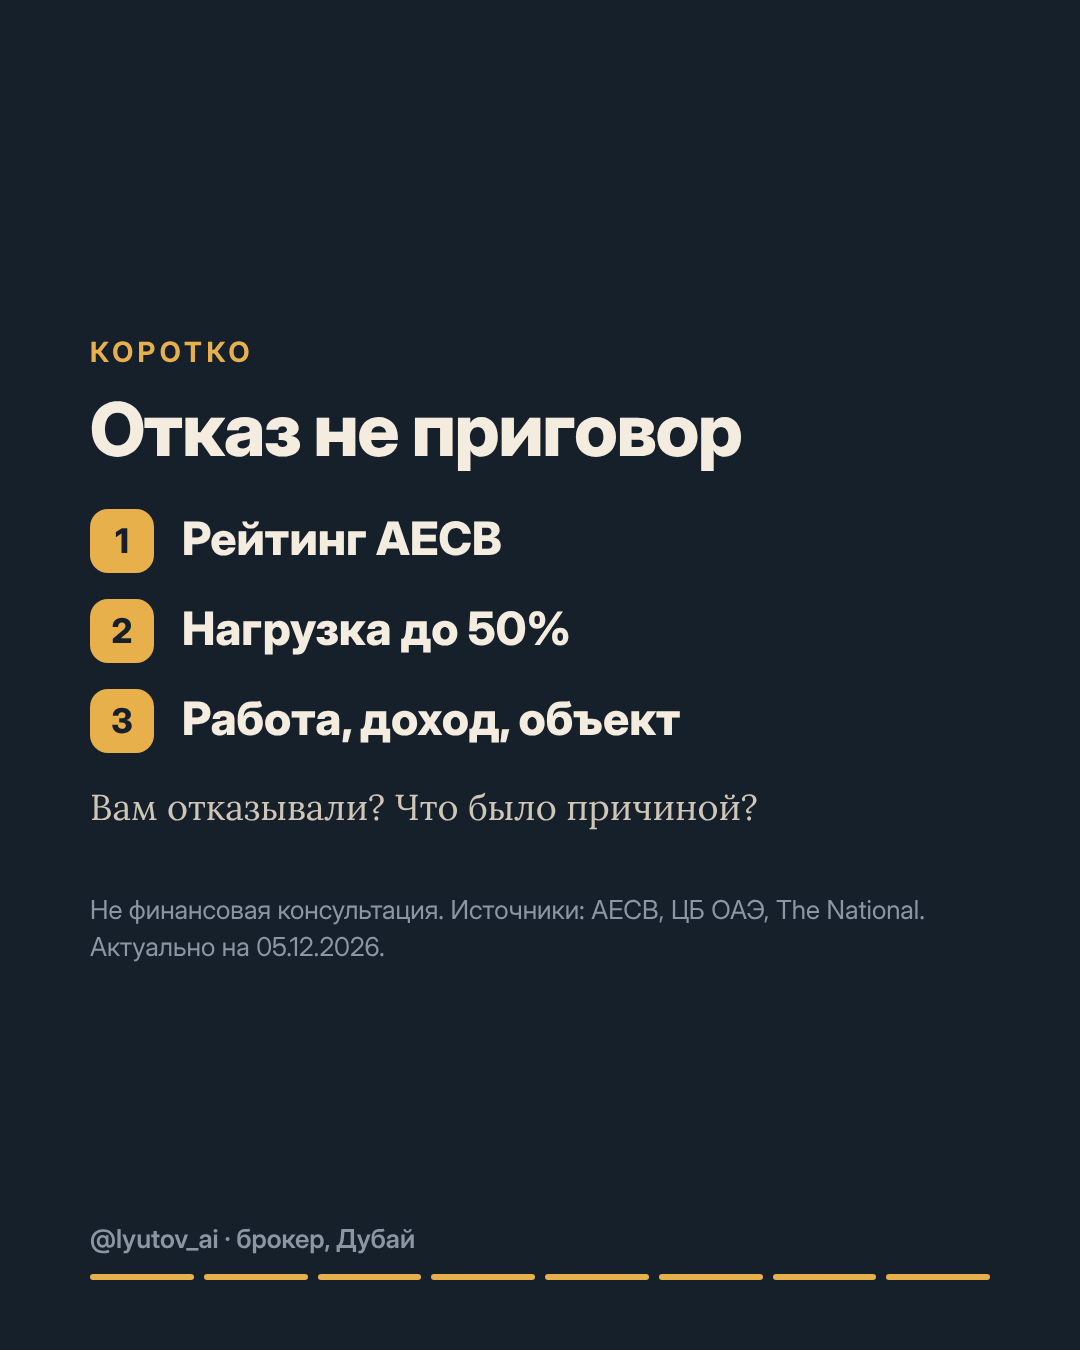 КОРОТКО
Отказ не приговор
1 Рейтинг AECB
2 Нагрузка до 50%
3 Работа, доход, объект
Вам отказывали? Что было причиной?
Не финансовая консультация. Источники: AECB, ЦБ ОАЭ, The National.
Актуально на 05.12.2026.
@lyutov_ai · брокер, Дубай